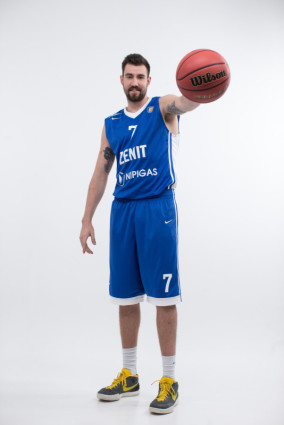 Wilson
7
ZENIT
NIPIGAS
7